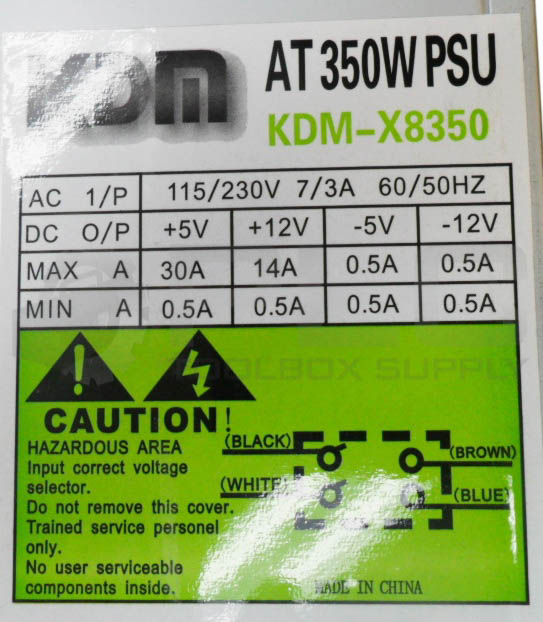 KDM
AT 350W PSU
KDM-X8350
AC 1/P 115/230V 7/3A 60/50HZ
DC O/P +5V +12V -5V -12V
MAX A 30A 14A 0.5A 0.5A
MIN A 0.5A 0.5A 0.5A 0.5A
TOOLBOX SUPPLY
CAUTION!
HAZARDOUS AREA
Input correct voltage
selector.
Do not remove this cover.
Trained service personel
only.
No user serviceable
components inside.
(BLACK)
(BROWN)
(WHITE)
(BLUE)
MADE IN CHINA